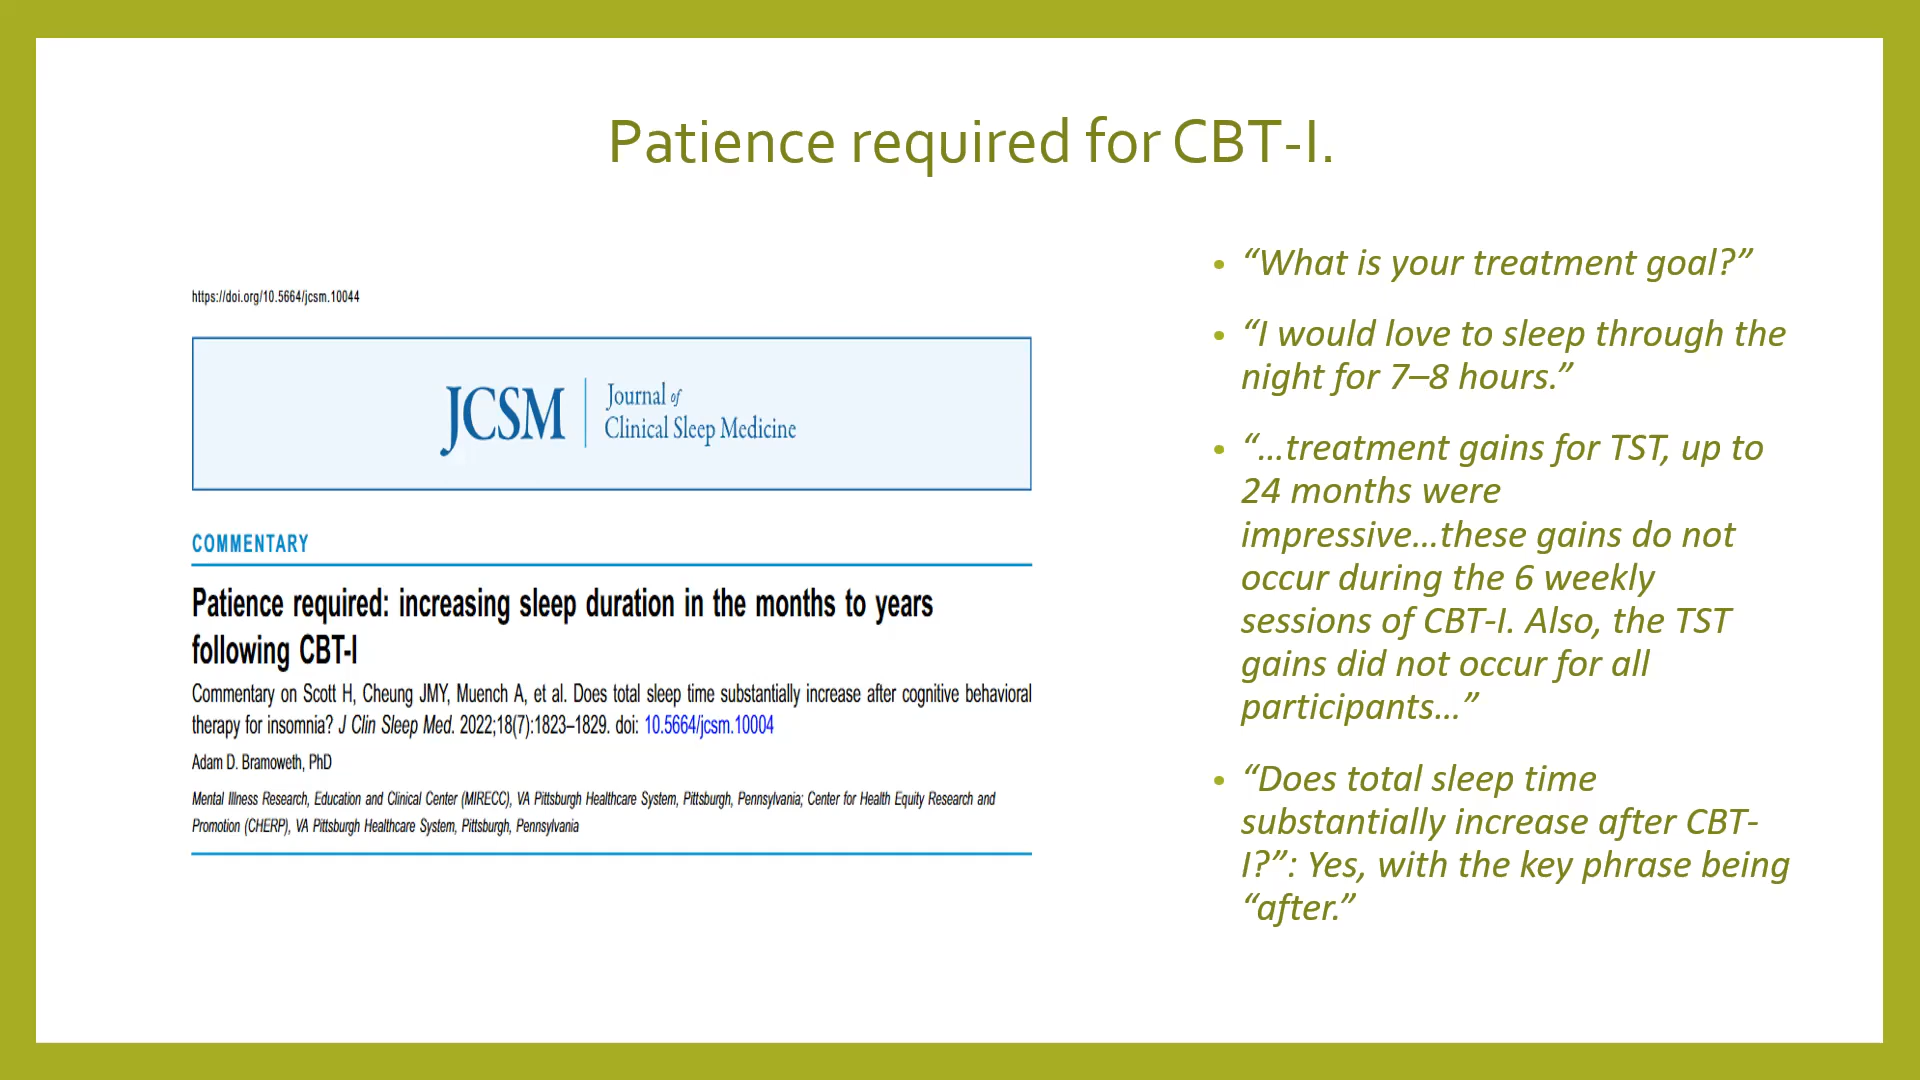 Patience required for CBT-I.
https://doi.org/10.5664/jcsm.10044
JCSM
Journal of
Clinical Sleep Medicine
COMMENTARY
Patience required: increasing sleep duration in the months to years
following CBT-I
Commentary on Scott H, Cheung JMY, Muench A, et al. Does total sleep time substantially increase after cognitive behavioral
therapy for insomnia? J Clin Sleep Med. 2022;18(7):1823–1829. doi: 10.5664/jcsm.10004
Adam D. Bramoweth, PhD
Mental Illness Research, Education and Clinical Center (MIRECC), VA Pittsburgh Healthcare System, Pittsburgh, Pennsylvania; Center for Health Equity Research and
Promotion (CHERP), VA Pittsburgh Healthcare System, Pittsburgh, Pennsylvania
• “What is your treatment goal?”
• “I would love to sleep through the
night for 7–8 hours.”
• “…treatment gains for TST, up to
24 months were
impressive…these gains do not
occur during the 6 weekly
sessions of CBT-I. Also, the TST
gains did not occur for all
participants…”
• “Does total sleep time
substantially increase after CBT-
I?”: Yes, with the key phrase being
“after.”